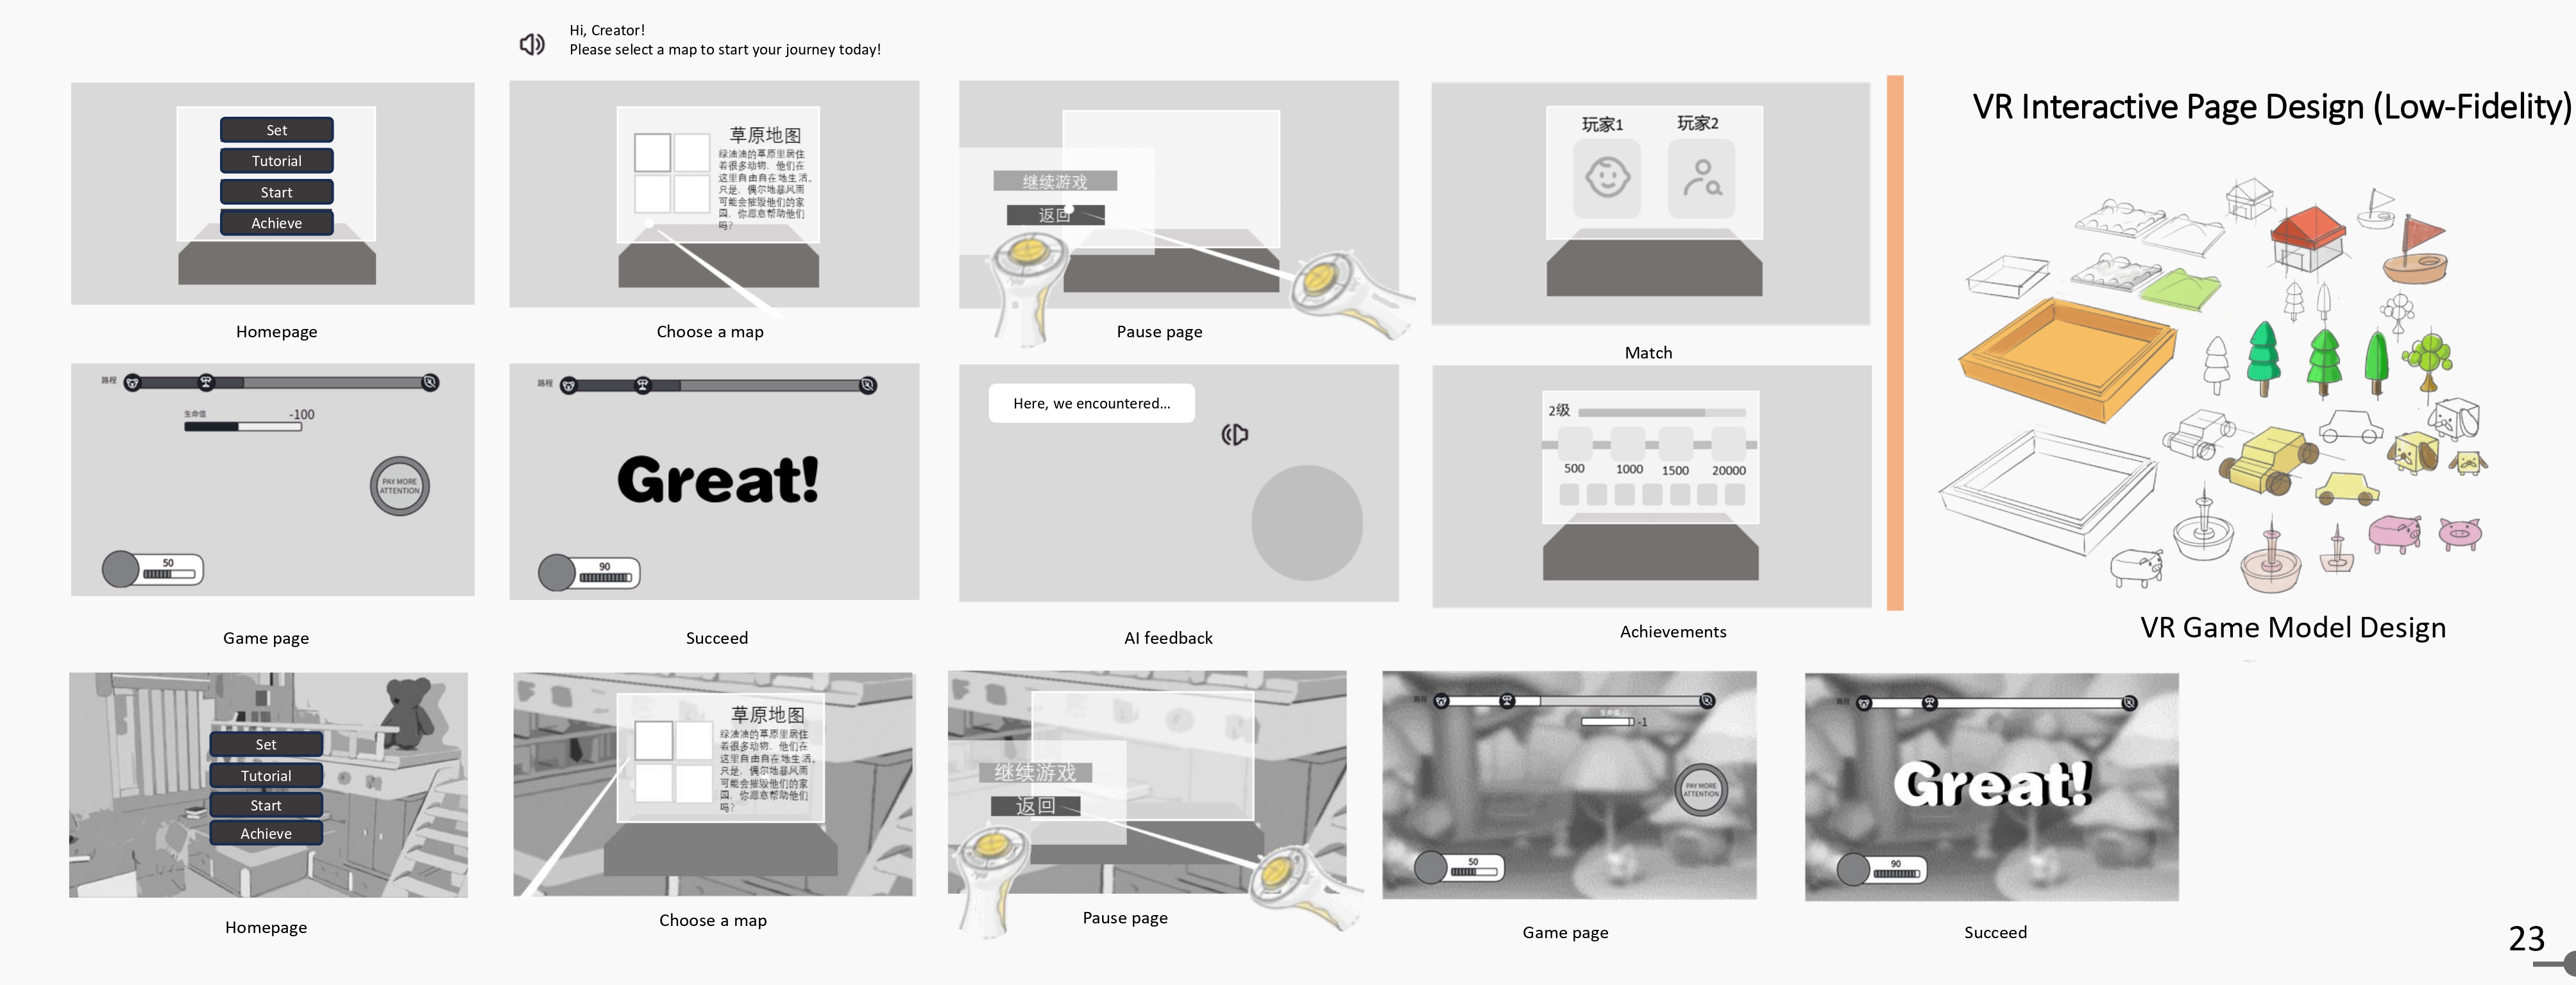 Hi, Creator!
Please select a map to start your journey today!
VR Interactive Page Design (Low-Fidelity)
Set
Tutorial
Start
Achieve
Homepage
草原地图
绿油油的草原里居住
着很多动物，他们在
这里自由自在地生活。
只是，偶尔地暴风雨
可能会摧毁他们的家
园，你愿意帮助他们
吗？
Choose a map
继续游戏
返回
Pause page
玩家1
玩家2
Match
路程
生命值
-100
PAY MORE
ATTENTION
50
Game page
路程
Great!
90
Succeed
Here, we encountered...
AI feedback
2级
500
1000
1500
20000
Achievements
VR Game Model Design
Set
Tutorial
Start
Achieve
Homepage
草原地图
绿油油的草原里居住
着很多动物，他们在
这里自由自在地生活。
只是，偶尔地暴风雨
可能会摧毁他们的家
园，你愿意帮助他们
吗？
Choose a map
继续游戏
返回
Pause page
路程
生命值
-1
PAY MORE
ATTENTION
50
Game page
路程
Great!
90
Succeed
23